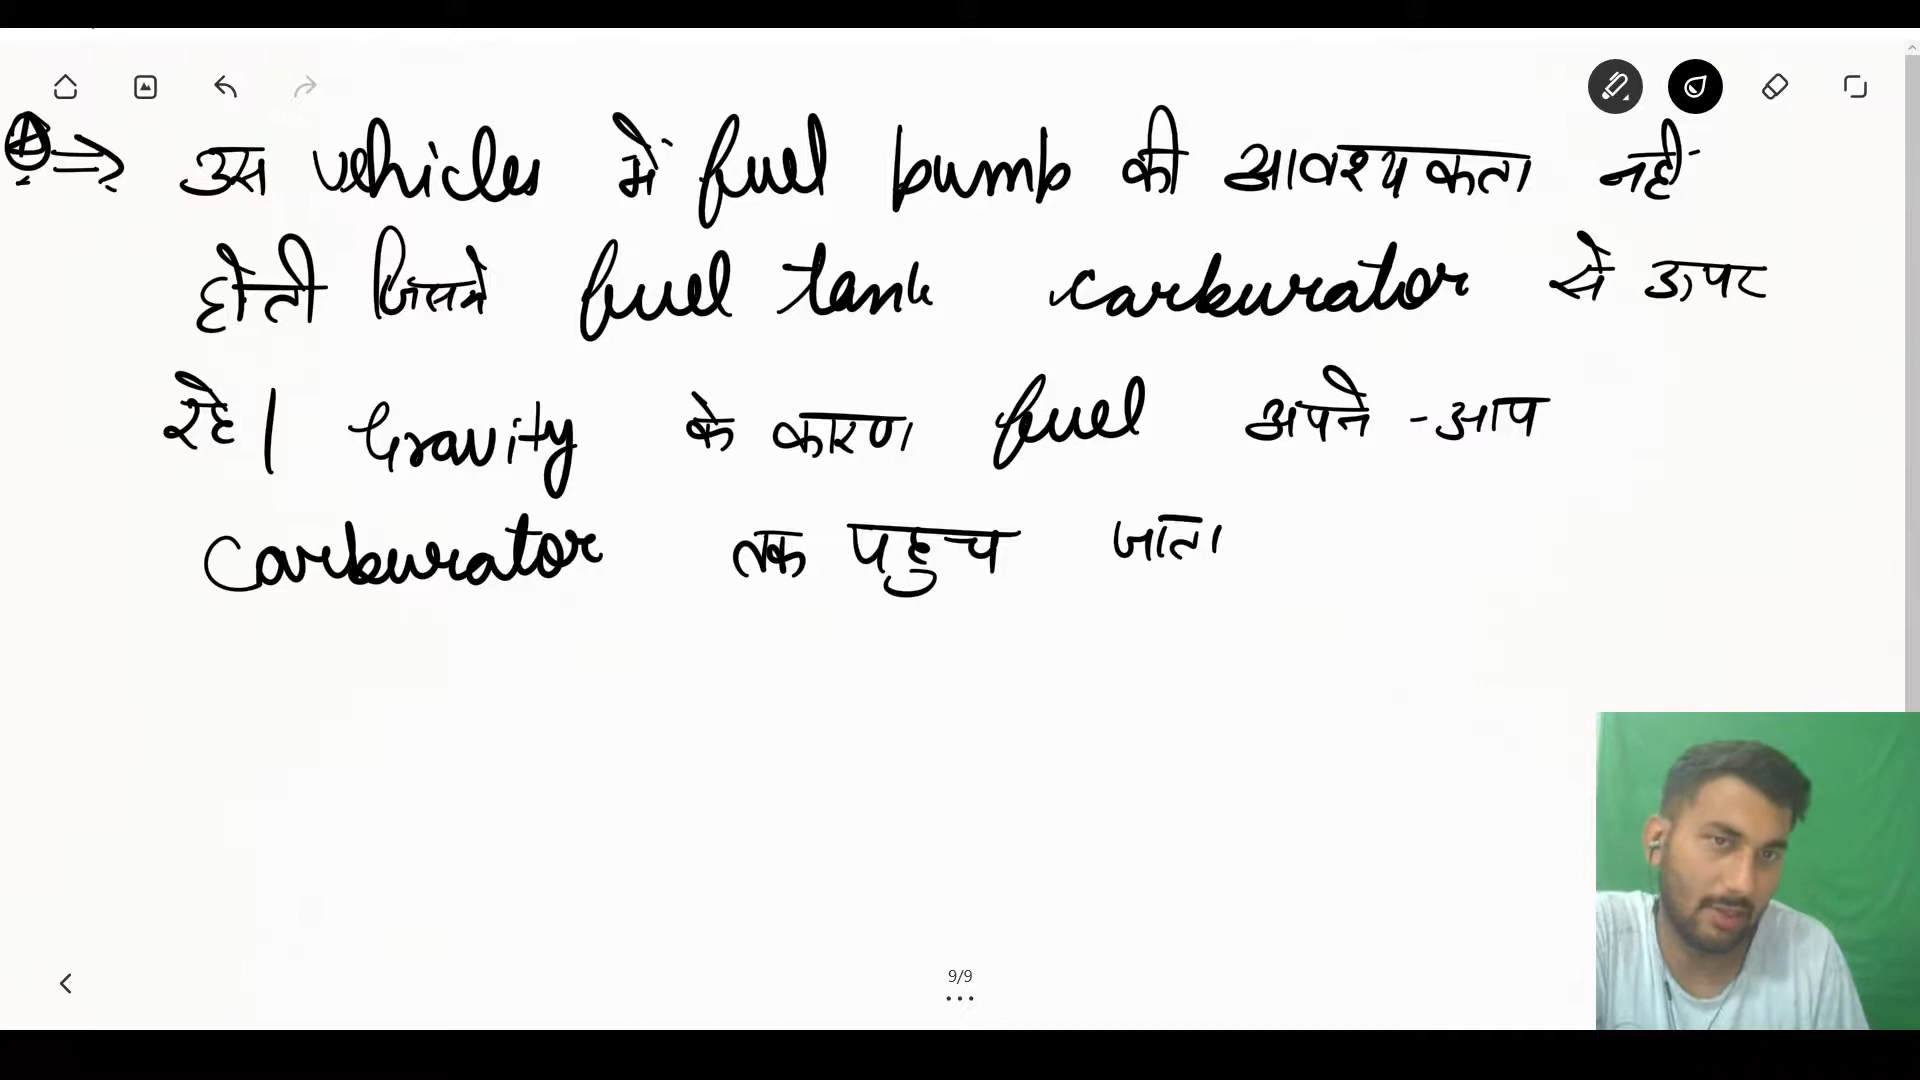 उस vehicles में fuel bumb की आवश्यकता नही
होती जिसमे fuel tank carburator से ऊपर
रहे | Gravity के कारण fuel अपने -आप
Carburator तक पहुच जाता
9/9